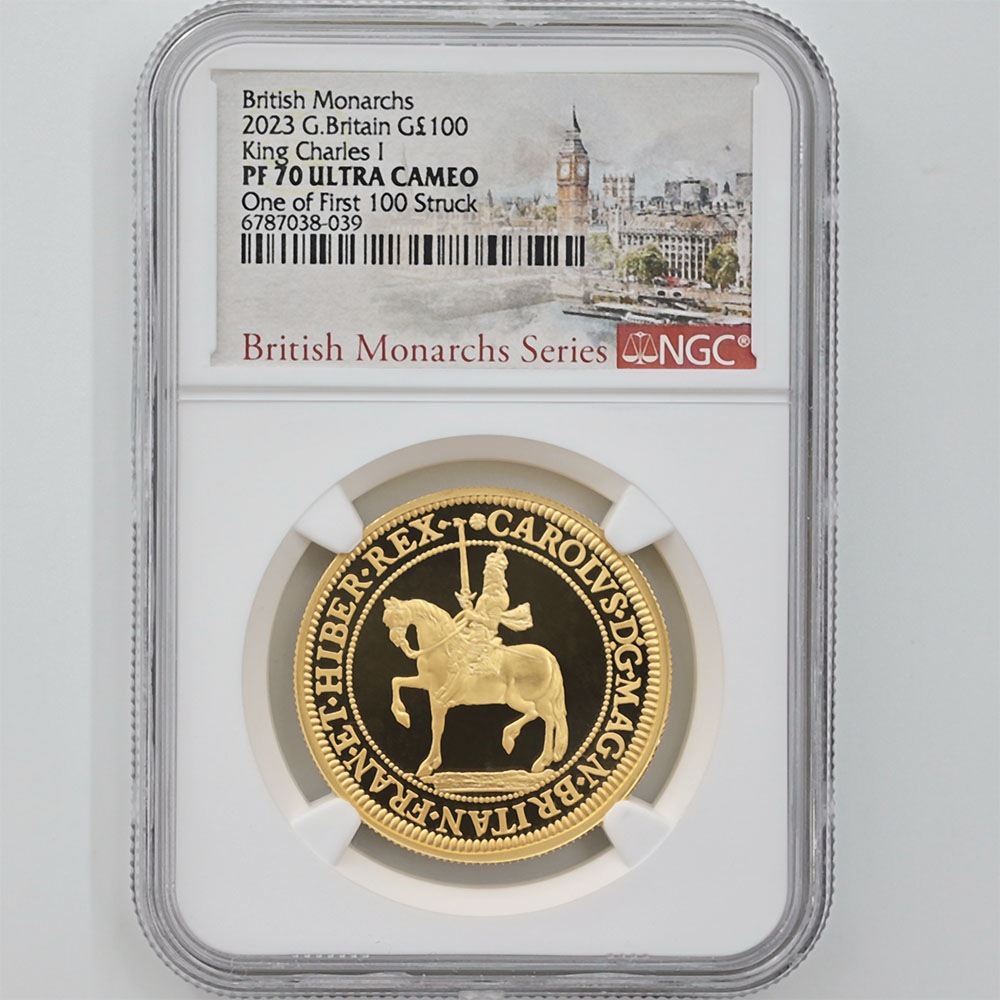 British Monarchs
2023 G.Britain G£100
King Charles I
PF 70 ULTRA CAMEO
One of First 100 Struck
6787038-039
British Monarchs Series
NGC®
CAROLVS·D:G·MAG·N·BRITAN·FRAN·ET·HIBER·REX·